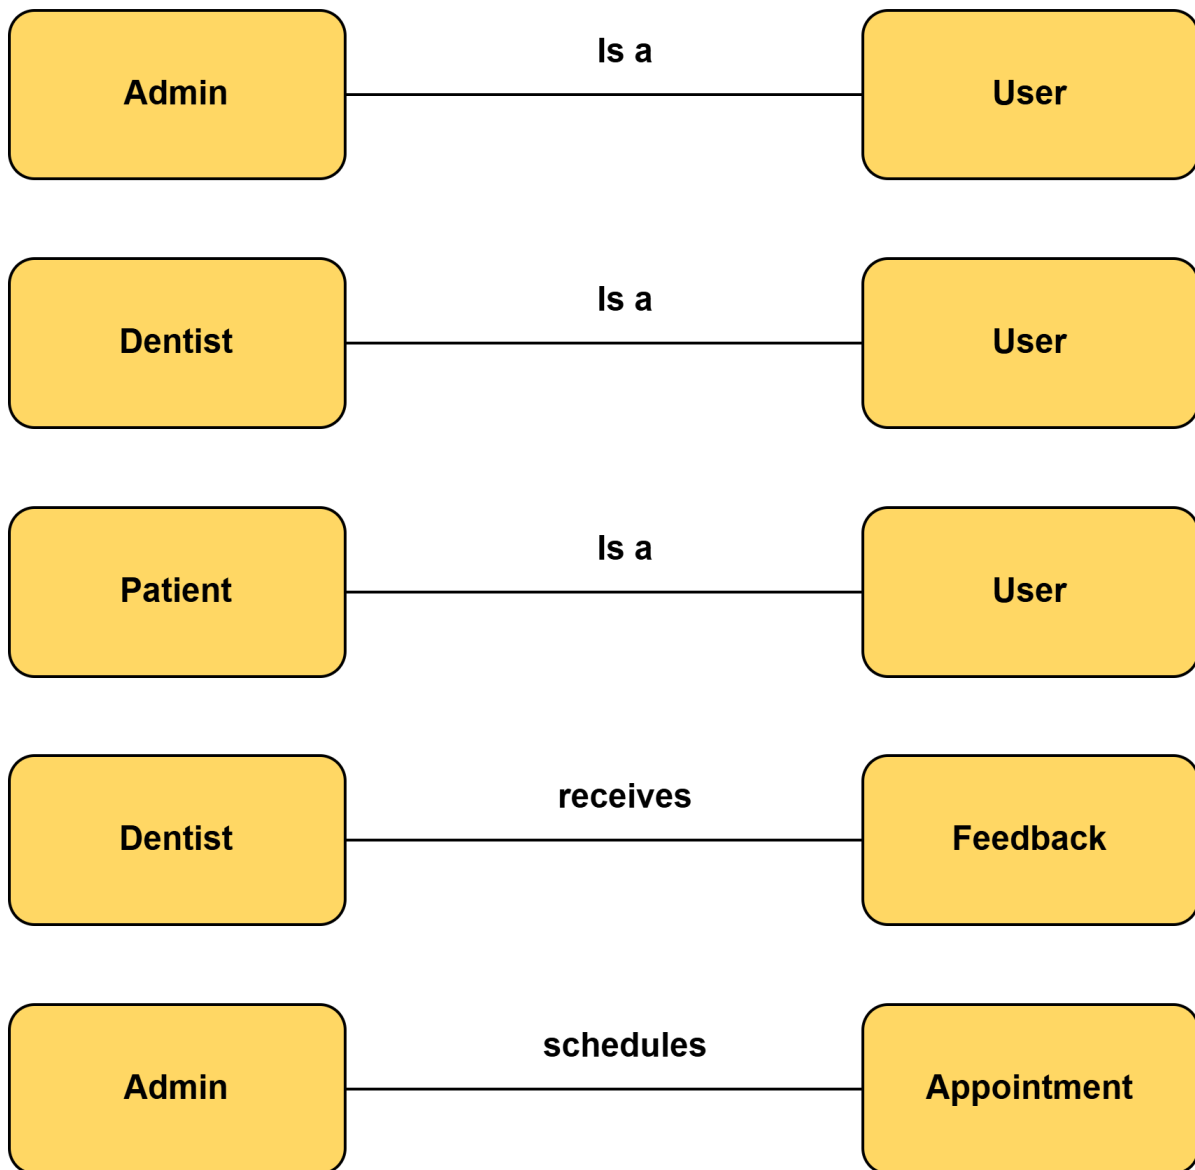 Admin
Is a
User
Dentist
Is a
User
Patient
Is a
User
Dentist
receives
Feedback
Admin
schedules
Appointment